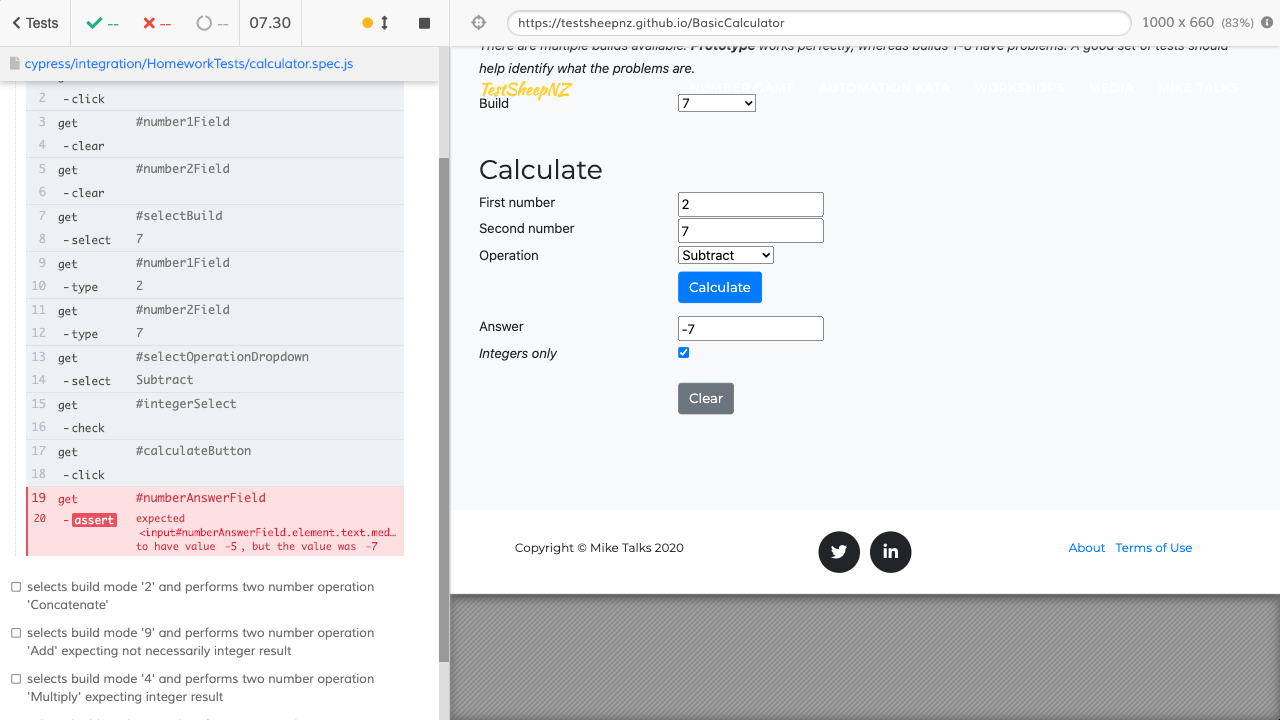 Tests
--
--
--
07.30
https://testsheepnz.github.io/BasicCalculator
1000 x 660 (83%)
cypress/integration/HomeworkTests/calculator.spec.js
2 -click
3 get #number1Field
4 -clear
5 get #number2Field
6 -clear
7 get #selectBuild
8 -select 7
9 get #number1Field
10 -type 2
11 get #number2Field
12 -type 7
13 get #selectOperationDropdown
14 -select Subtract
15 get #integerSelect
16 -check
17 get #calculateButton
18 -click
19 get #numberAnswerField
20 -assert expected
<input#numberAnswerField.element.text.med…
to have value -5, but the value was -7
selects build mode '2' and performs two number operation
'Concatenate'
selects build mode '9' and performs two number operation
'Add' expecting not necessarily integer result
selects build mode '4' and performs two number operation
'Multiply' expecting integer result
There are multiple builds available. Prototype works perfectly, whereas builds 1-8 have problems. A good set of tests should
help identify what the problems are.
TestSheepNZ
NUMBER GAME AUTOMATION KATA WORKSHOPS MEDIA MIKE TALKS
Build 7
Calculate
First number 2
Second number 7
Operation Subtract
Calculate
Answer -7
Integers only
Clear
Copyright © Mike Talks 2020
in
About Terms of Use